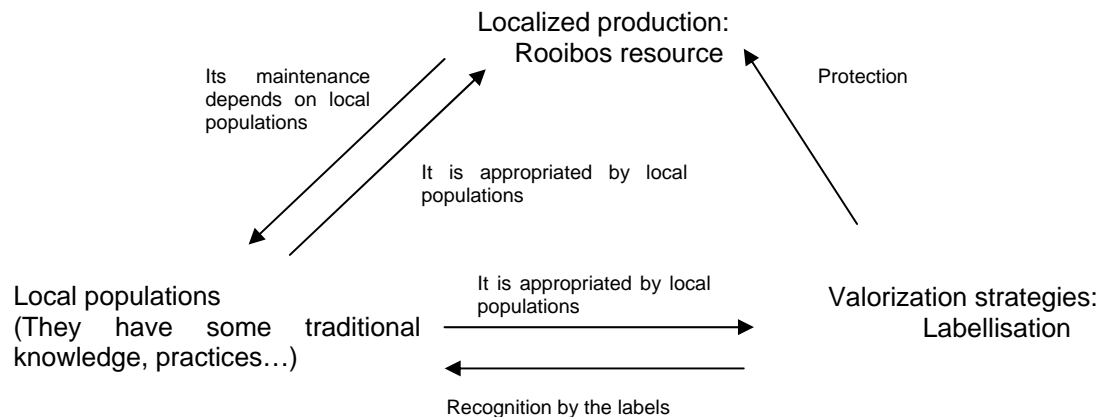 Localized production:
Rooibos resource
Its maintenance
depends on local
populations
Protection
It is appropriated by local
populations
Local populations
(They have some traditional
knowledge, practices…)
It is appropriated by local
populations
Valorization strategies:
Labellisation
Recognition by the labels